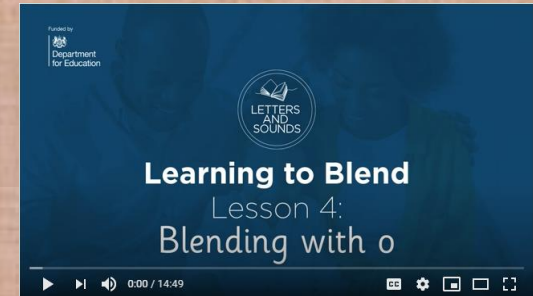 Funded by
Department
for Education
LETTERS
AND
SOUNDS
Learning to Blend
Lesson 4:
Blending with o
0:00 / 14:49
CC